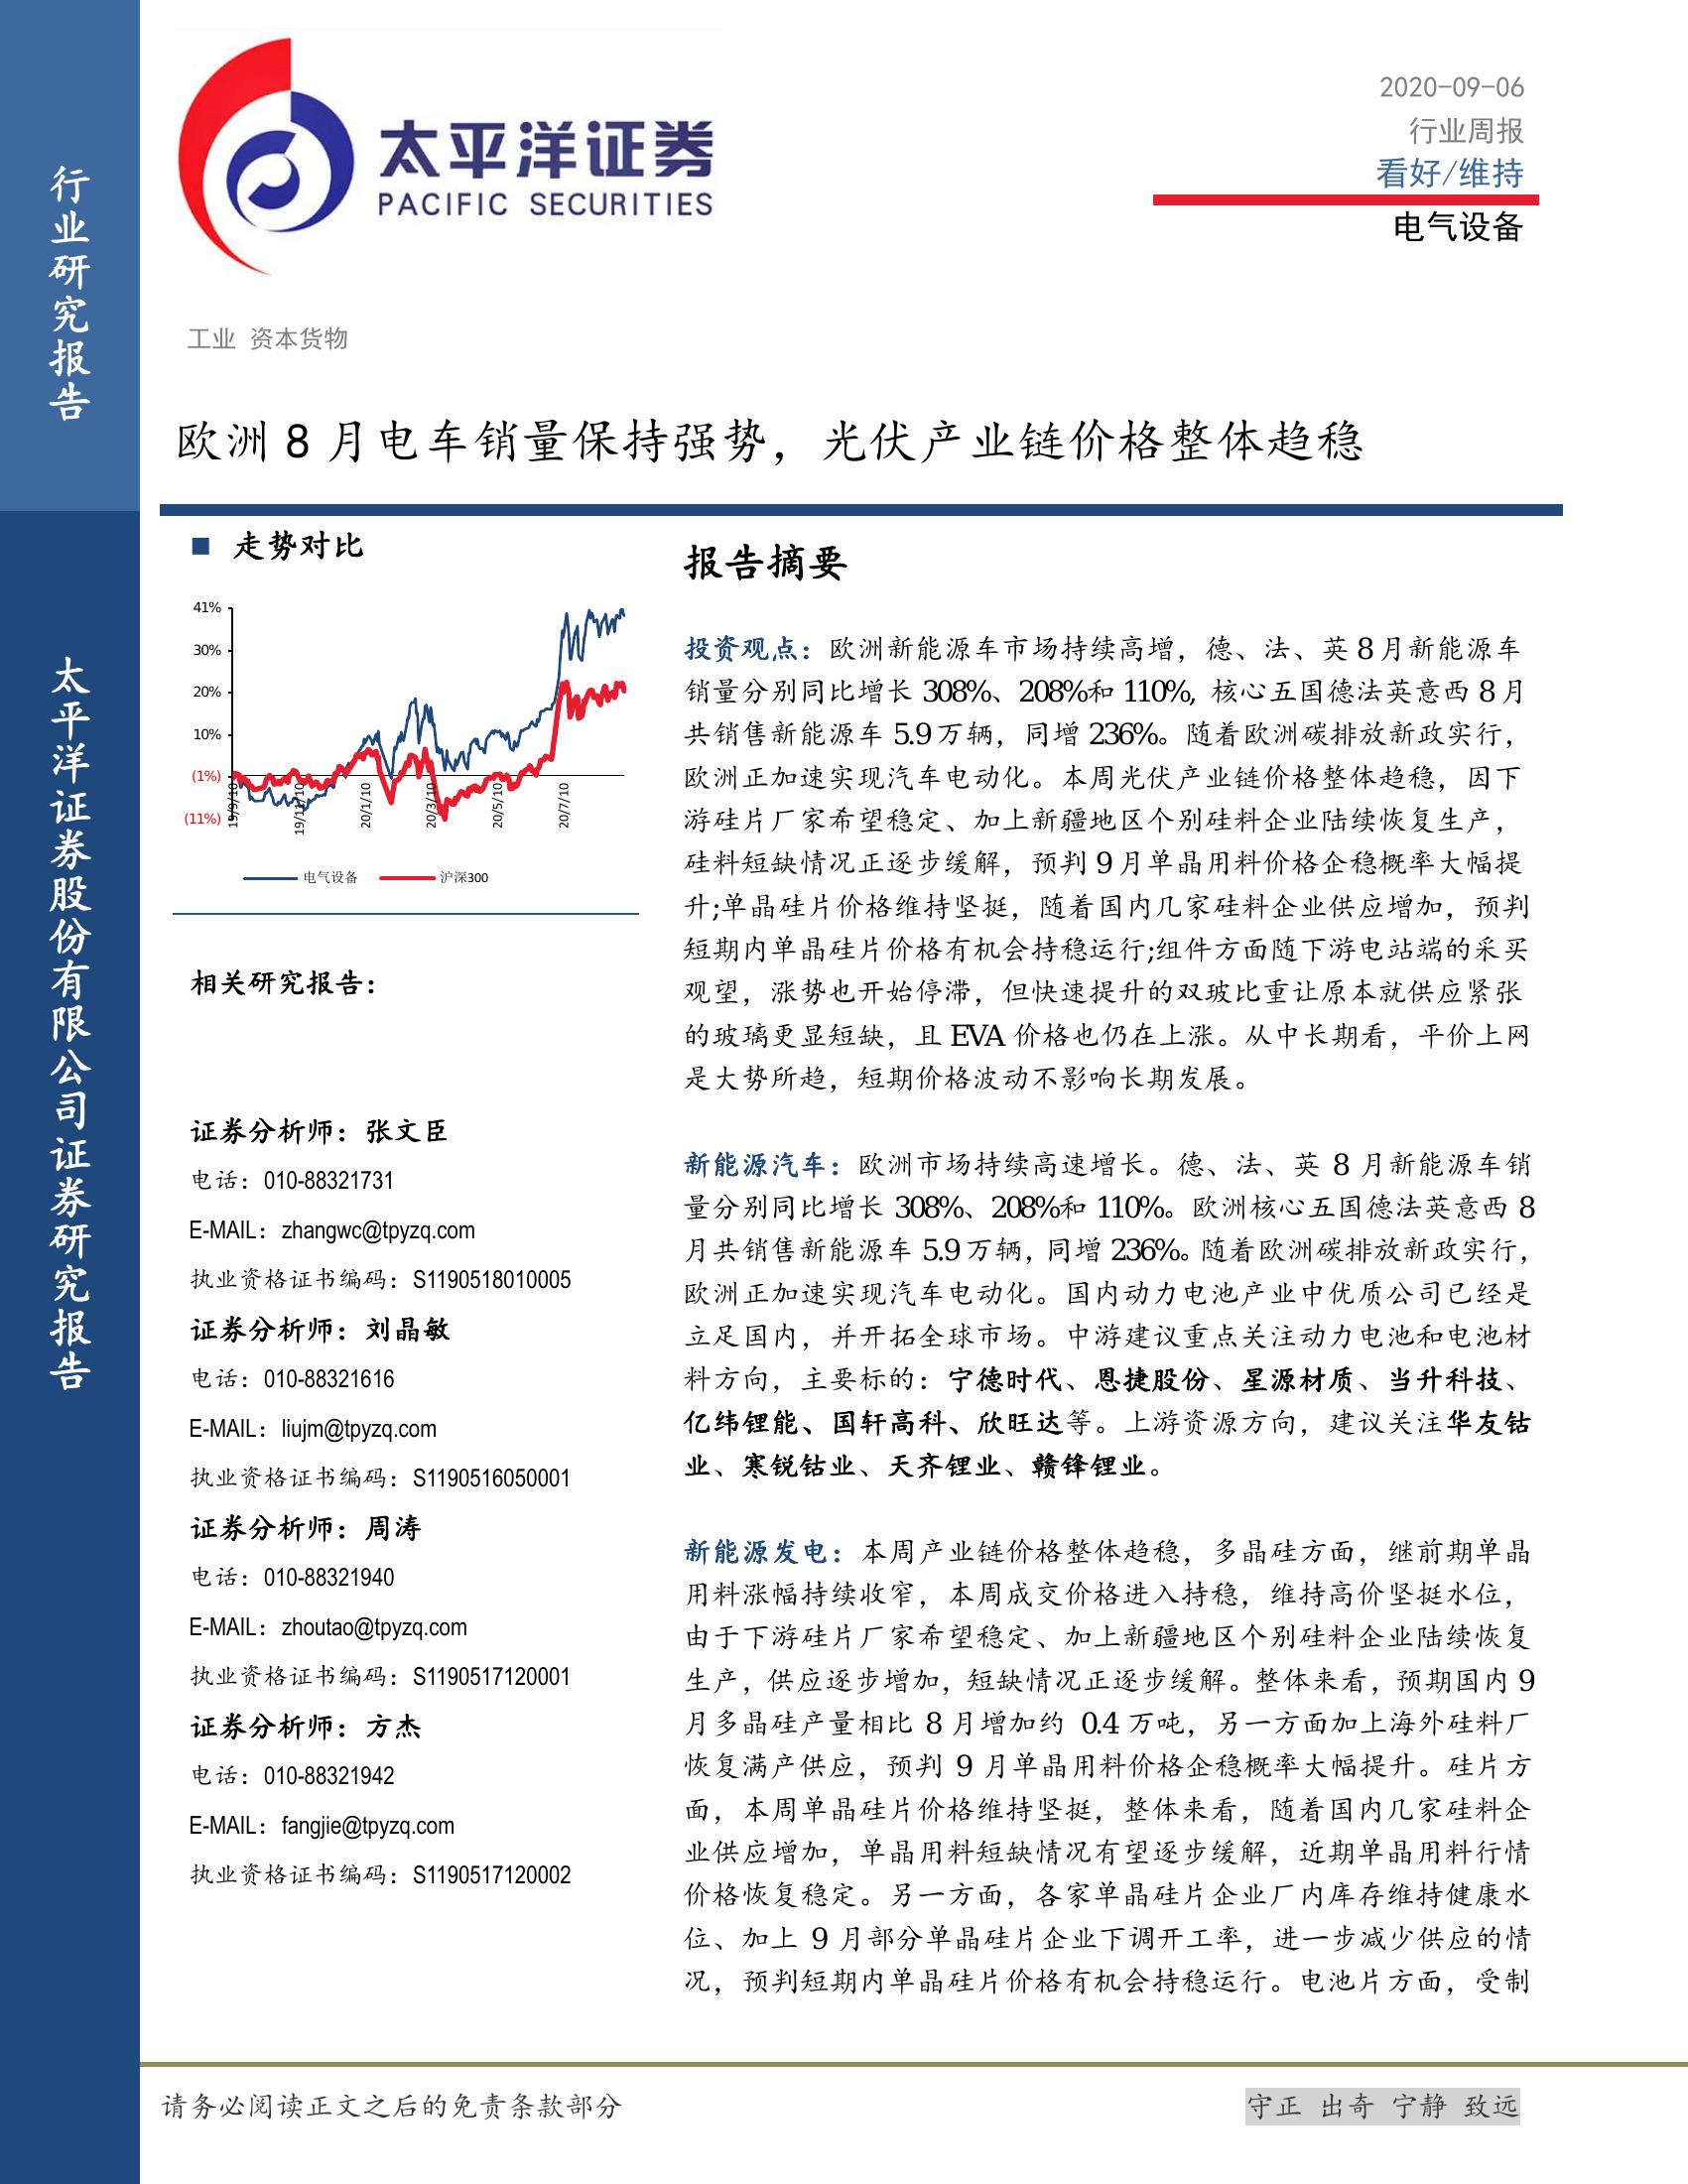 行业研究报告
太平洋证券股份有限公司证券研究报告
太平洋证券
PACIFIC SECURITIES
2020-09-06
行业周报
看好/维持
电气设备
工业 资本货物
欧洲 8 月电车销量保持强势，光伏产业链价格整体趋稳
■ 走势对比
41%
30%
20%
10%
(1%)
(11%)
19/9/10
19/11/10
20/1/10
20/3/10
20/5/10
20/7/10
电气设备
沪深300
相关研究报告：
证券分析师：张文臣
电话：010-88321731
E-MAIL：zhangwc@tpyzq.com
执业资格证书编码：S1190518010005
证券分析师：刘晶敏
电话：010-88321616
E-MAIL：liujm@tpyzq.com
执业资格证书编码：S1190516050001
证券分析师：周涛
电话：010-88321940
E-MAIL：zhoutao@tpyzq.com
执业资格证书编码：S1190517120001
证券分析师：方杰
电话：010-88321942
E-MAIL：fangjie@tpyzq.com
执业资格证书编码：S1190517120002
报告摘要
投资观点：欧洲新能源车市场持续高增，德、法、英 8 月新能源车
销量分别同比增长 308%、208%和 110%, 核心五国德法英意西 8 月
共销售新能源车 5.9 万辆，同增 236%。随着欧洲碳排放新政实行，
欧洲正加速实现汽车电动化。本周光伏产业链价格整体趋稳，因下
游硅片厂家希望稳定、加上新疆地区个别硅料企业陆续恢复生产，
硅料短缺情况正逐步缓解，预判 9 月单晶用料价格企稳概率大幅提
升;单晶硅片价格维持坚挺，随着国内几家硅料企业供应增加，预判
短期内单晶硅片价格有机会持稳运行;组件方面随下游电站端的采买
观望，涨势也开始停滞，但快速提升的双玻比重让原本就供应紧张
的玻璃更显短缺，且 EVA 价格也仍在上涨。从中长期看，平价上网
是大势所趋，短期价格波动不影响长期发展。
新能源汽车：欧洲市场持续高速增长。德、法、英 8 月新能源车销
量分别同比增长 308%、208%和 110%。欧洲核心五国德法英意西 8
月共销售新能源车 5.9 万辆，同增 236%。随着欧洲碳排放新政实行，
欧洲正加速实现汽车电动化。国内动力电池产业中优质公司已经是
立足国内，并开拓全球市场。中游建议重点关注动力电池和电池材
料方向，主要标的：宁德时代、恩捷股份、星源材质、当升科技、
亿纬锂能、国轩高科、欣旺达等。上游资源方向，建议关注华友钴
业、寒锐钴业、天齐锂业、赣锋锂业。
新能源发电：本周产业链价格整体趋稳，多晶硅方面，继前期单晶
用料涨幅持续收窄，本周成交价格进入持稳，维持高价坚挺水位，
由于下游硅片厂家希望稳定、加上新疆地区个别硅料企业陆续恢复
生产，供应逐步增加，短缺情况正逐步缓解。整体来看，预期国内 9
月多晶硅产量相比 8 月增加约 0.4 万吨，另一方面加上海外硅料厂
恢复满产供应，预判 9 月单晶用料价格企稳概率大幅提升。硅片方
面，本周单晶硅片价格维持坚挺，整体来看，随着国内几家硅料企
业供应增加，单晶用料短缺情况有望逐步缓解，近期单晶用料行情
价格恢复稳定。另一方面，各家单晶硅片企业厂内库存维持健康水
位、加上 9 月部分单晶硅片企业下调开工率，进一步减少供应的情
况，预判短期内单晶硅片价格有机会持稳运行。电池片方面，受制
请务必阅读正文之后的免责条款部分
守正 出奇 宁静 致远